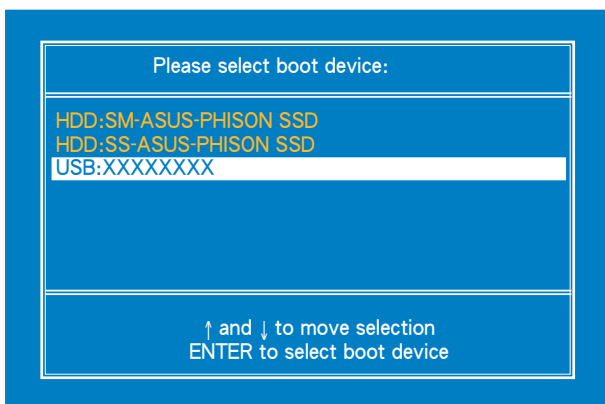 Please select boot device:
HDD:SM-ASUS-PHISON SSD
HDD:SS-ASUS-PHISON SSD
USB:XXXXXXXX
↑ and ↓ to move selection
ENTER to select boot device